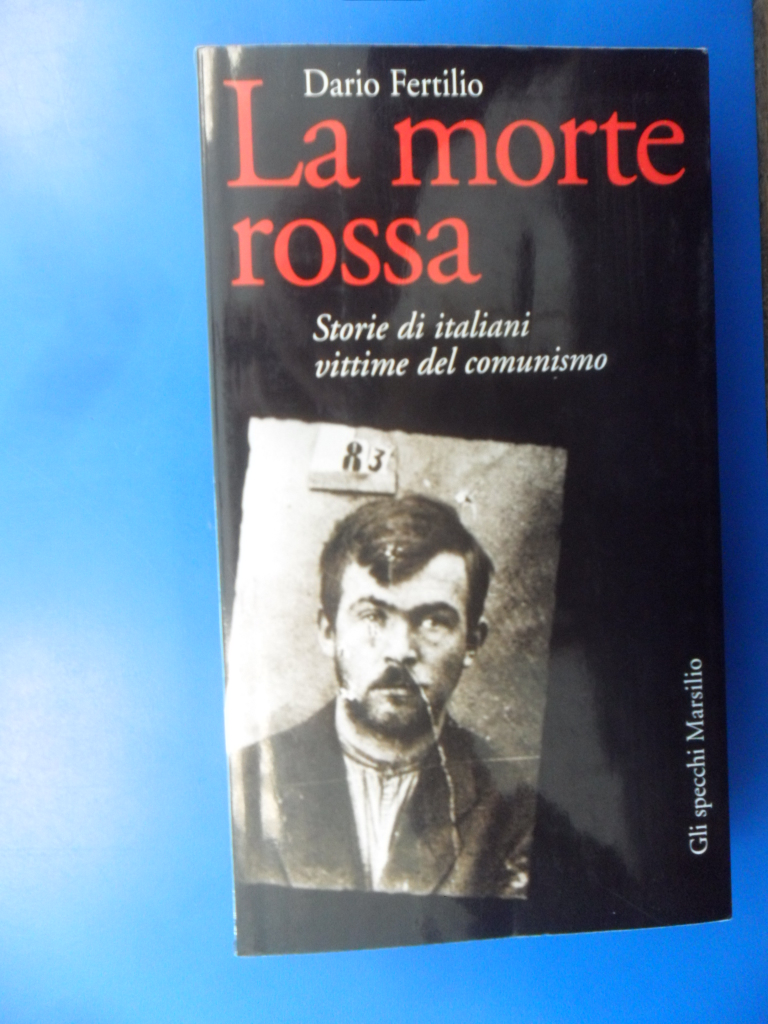 Dario Fertilio
La morte
rossa
Storie di italiani
vittime del comunismo
83
Gli specchi Marsilio